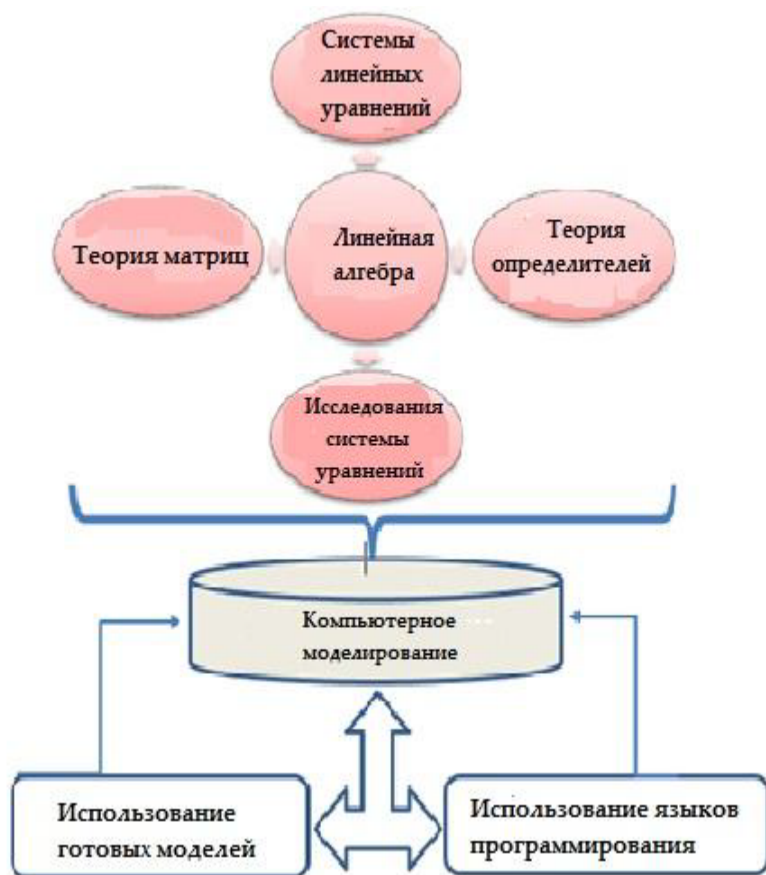 Системы
линейных
уравнений
Теория матриц
Линейная
алгебра
Теория
определителей
Исследования
системы
уравнений
Компьютерное
моделирование
Использование
готовых моделей
Использование языков
программирования